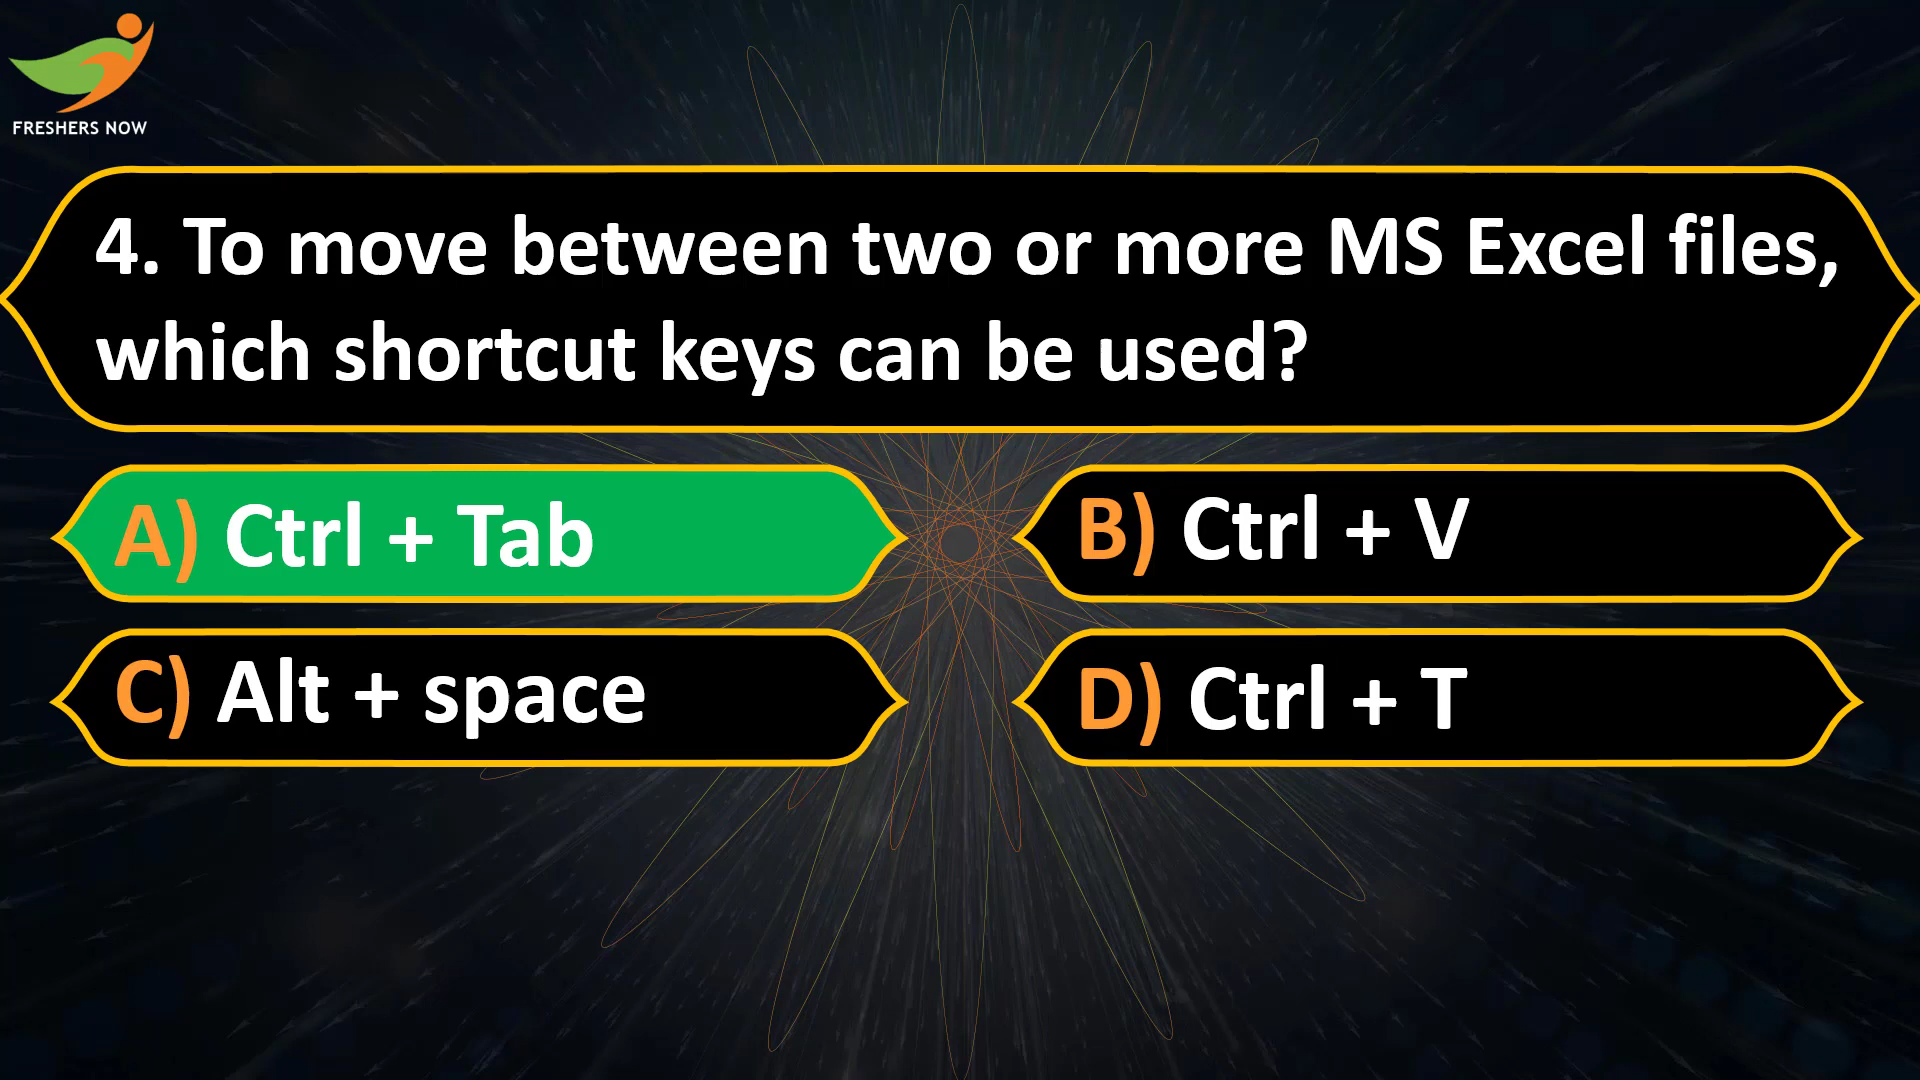 FRESHERS NOW
4. To move between two or more MS Excel files,
which shortcut keys can be used?
A) Ctrl + Tab
B) Ctrl + V
C) Alt + space
D) Ctrl + T